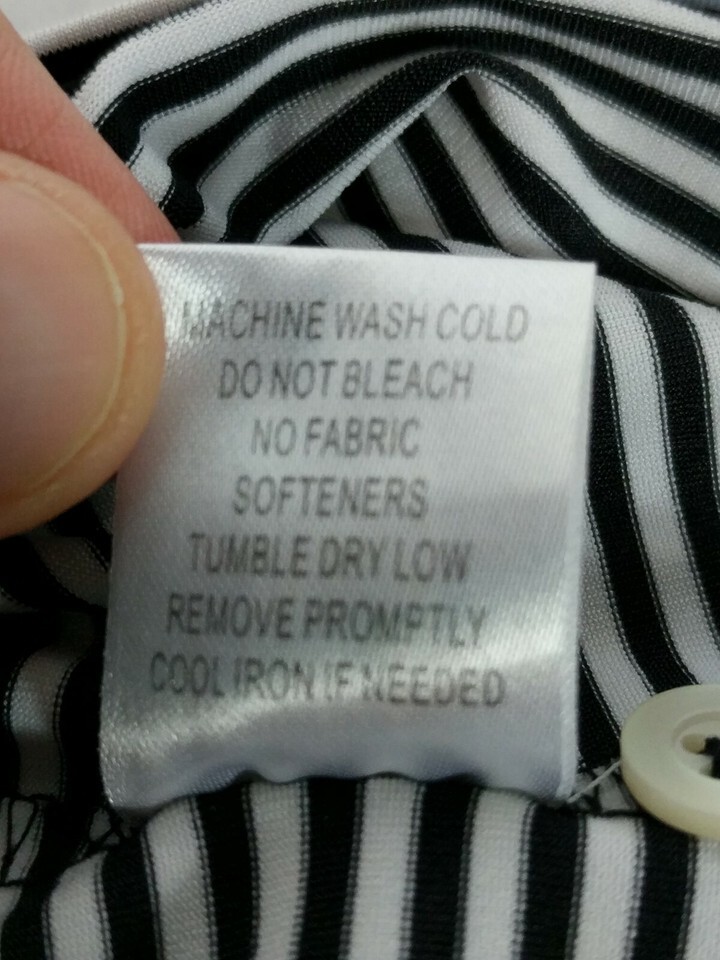 MACHINE WASH COLD
DO NOT BLEACH
NO FABRIC
SOFTENERS
TUMBLE DRY LOW
REMOVE PROMPTLY
COOL IRON IF NEEDED